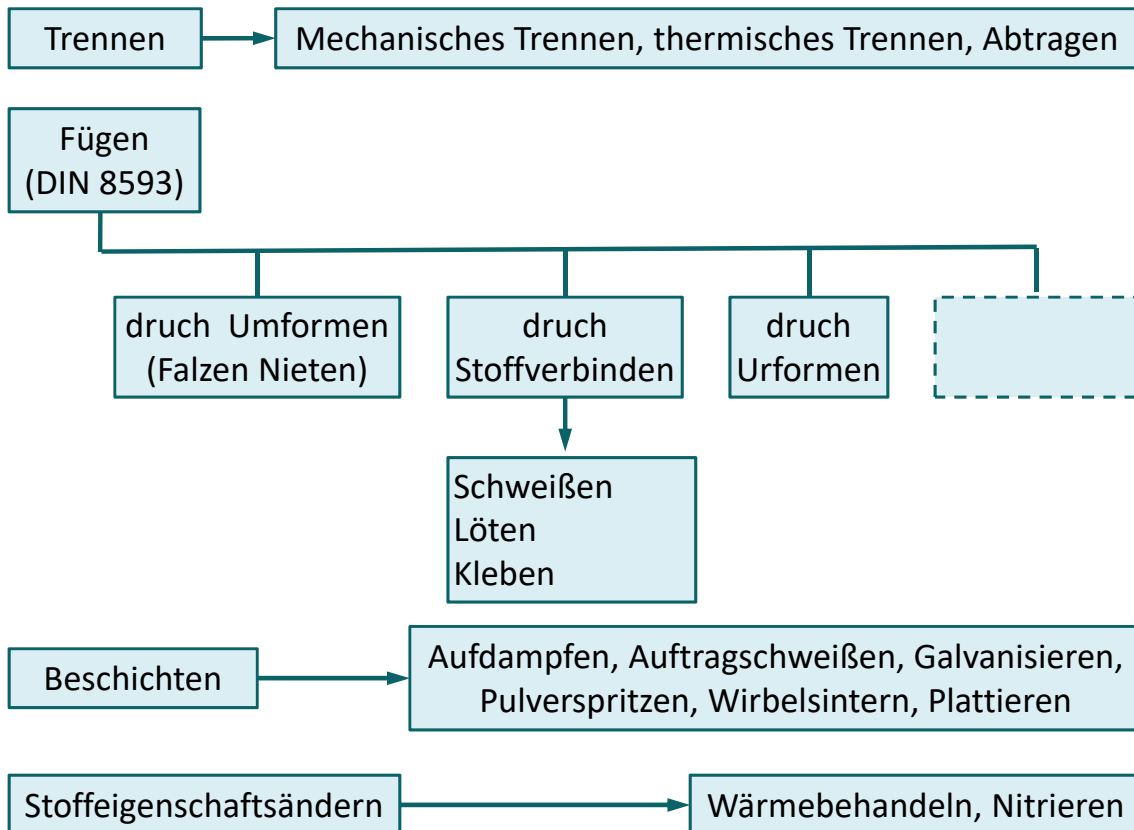 Trennen
Mechanisches Trennen, thermisches Trennen, Abtragen
Fügen
(DIN 8593)
druch Umformen
(Falzen Nieten)
druch
Stoffverbinden
druch
Urformen
Schweißen
Löten
Kleben
Beschichten
Aufdampfen, Auftragschweißen, Galvanisieren,
Pulverspritzen, Wirbelsintern, Plattieren
Stoffeigenschaftsändern
Wärmebehandeln, Nitrieren